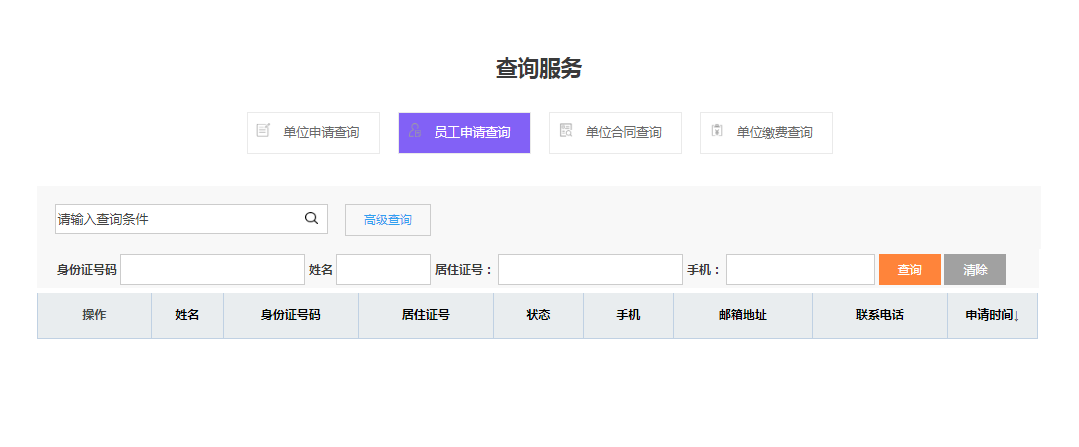 查询服务
单位申请查询 员工申请查询 单位合同查询 单位缴费查询
请输入查询条件 高级查询
身份证号码 姓名 居住证号： 手机： 查询 清除
操作 姓名 身份证号码 居住证号 状态 手机 邮箱地址 联系电话 申请时间↓